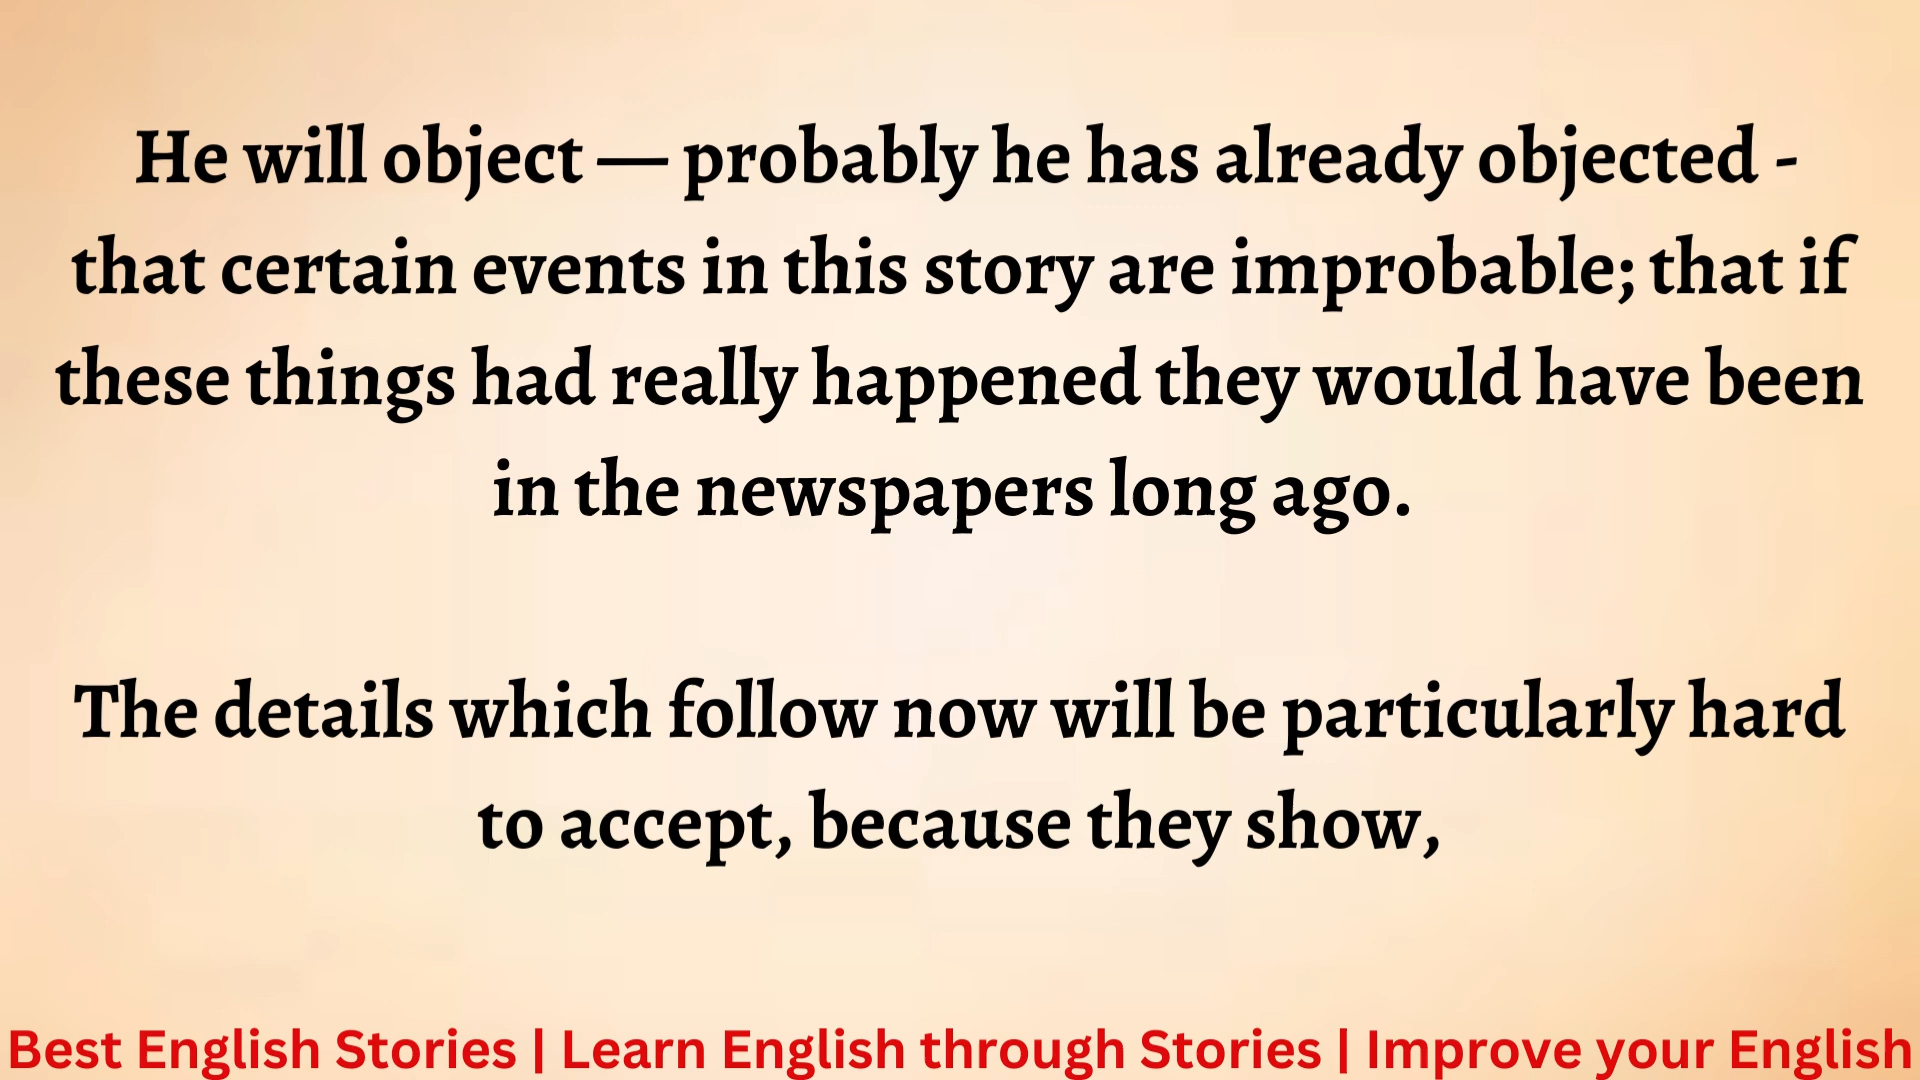 He will object — probably he has already objected -
that certain events in this story are improbable; that if
these things had really happened they would have been
in the newspapers long ago.
The details which follow now will be particularly hard
to accept, because they show,
Best English Stories | Learn English through Stories | Improve your English